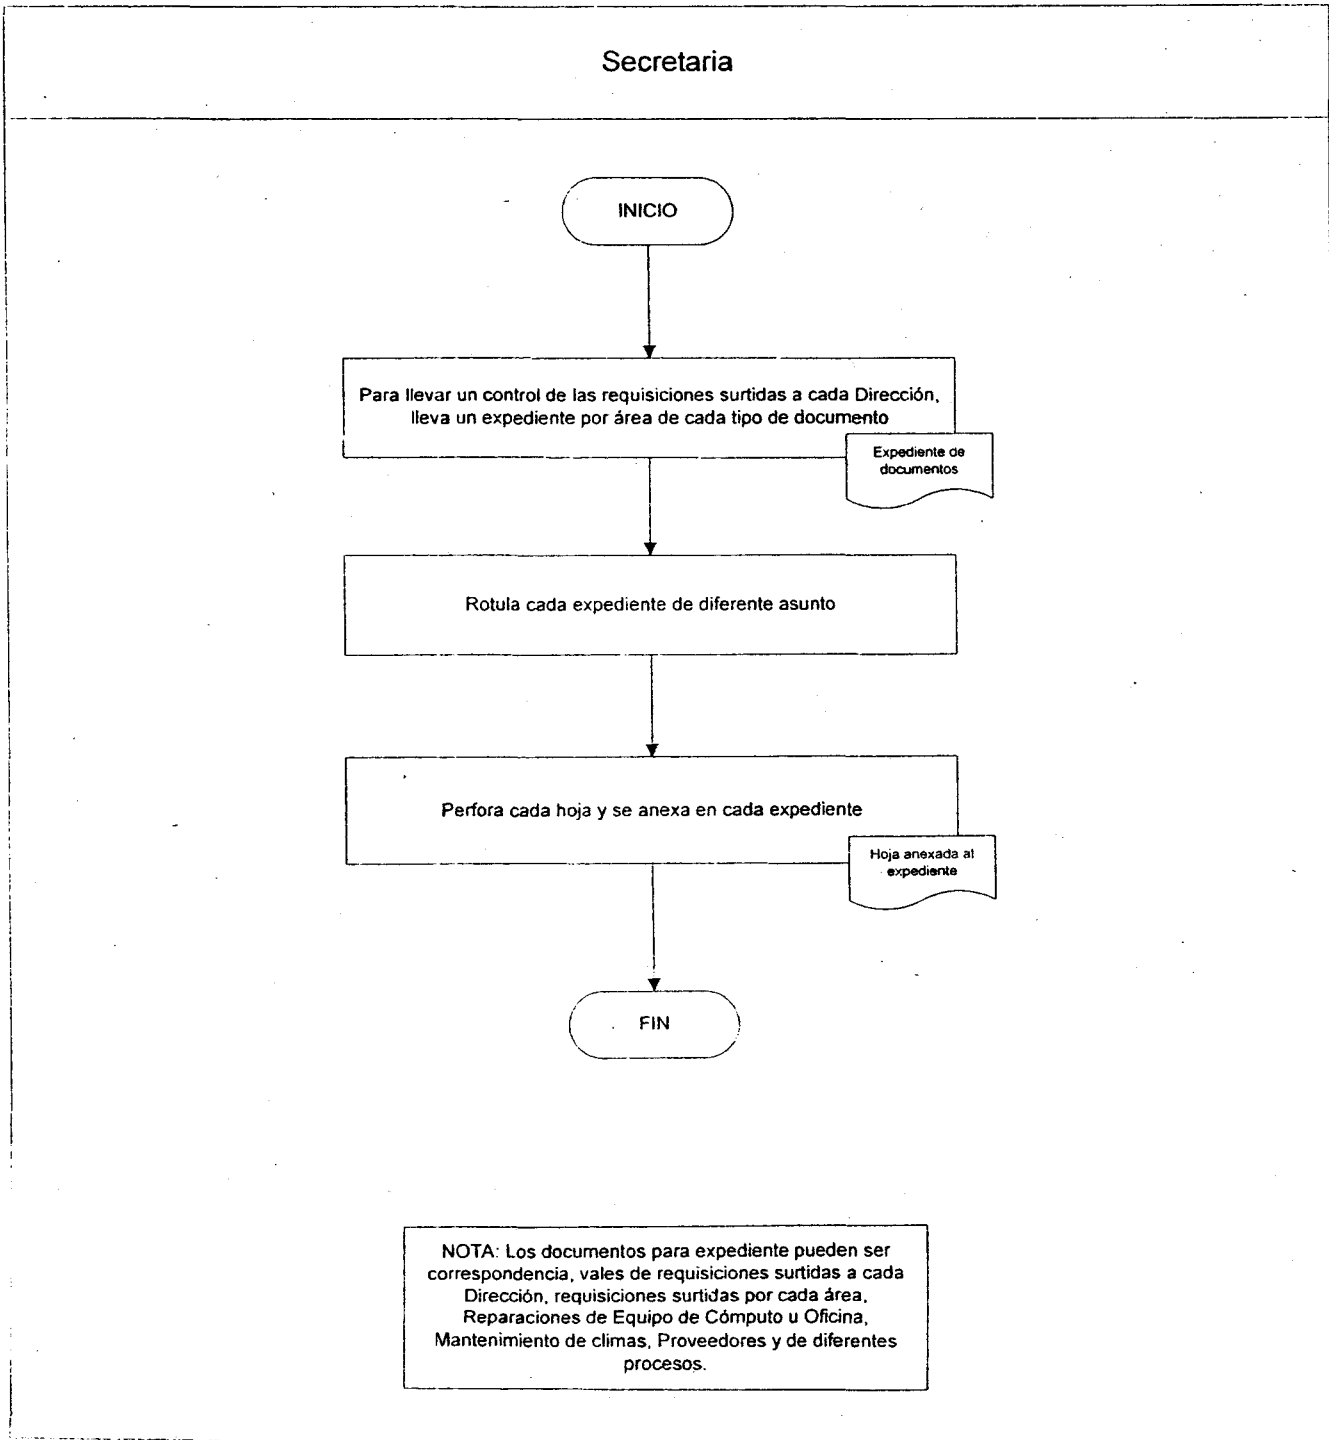 Secretaria
INICIO
Para llevar un control de las requisiciones surtidas a cada Dirección,
lleva un expediente por área de cada tipo de documento
Expediente de
documentos
Rotula cada expediente de diferente asunto
Perfora cada hoja y se anexa en cada expediente
Hoja anexada al
expediente
FIN
NOTA: Los documentos para expediente pueden ser
correspondencia, vales de requisiciones surtidas a cada
Dirección, requisiciones surtidas por cada área,
Reparaciones de Equipo de Cómputo u Oficina,
Mantenimiento de climas, Proveedores y de diferentes
procesos.